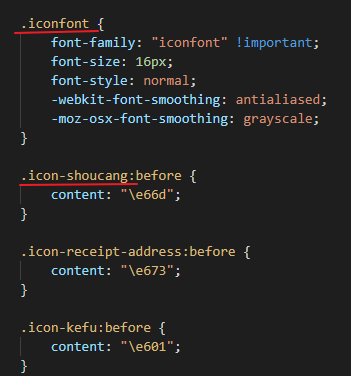 .iconfont {
font-family: "iconfont" !important;
font-size: 16px;
font-style: normal;
-webkit-font-smoothing: antialiased;
-moz-osx-font-smoothing: grayscale;
}
.icon-shoucang:before {
content: "\e66d";
}
.icon-receipt-address:before {
content: "\e673";
}
.icon-kefu:before {
content: "\e601";
}